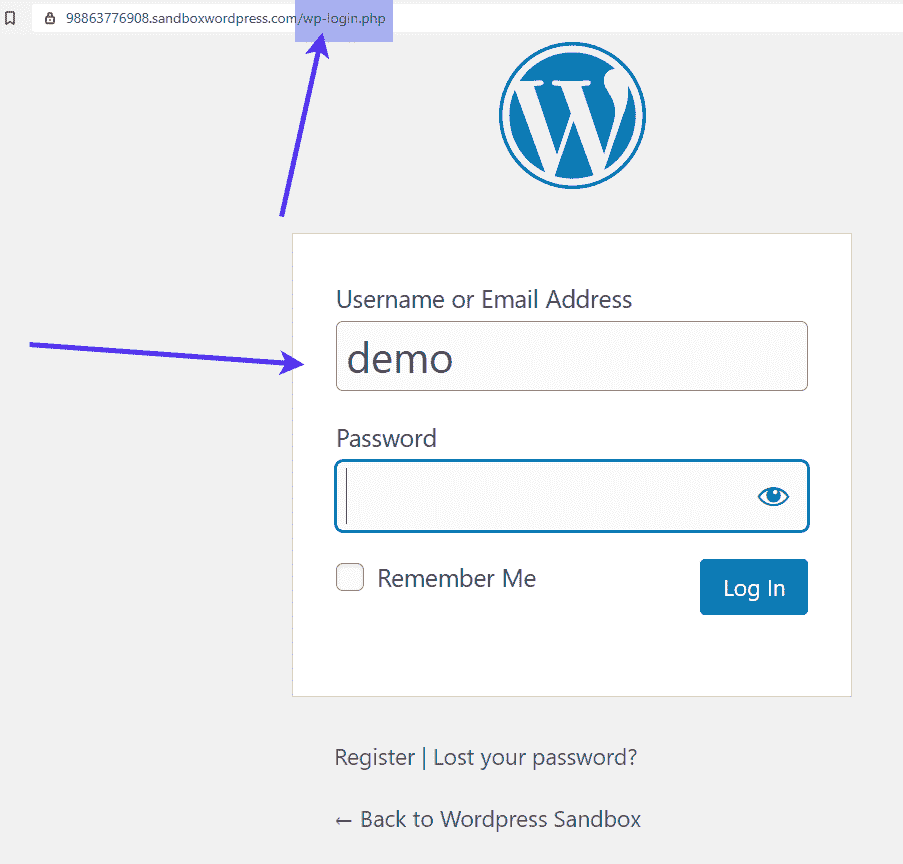 98863776908.sandboxwordpress.com/wp-login.php
Username or Email Address
demo
Password
Remember Me
Log In
Register | Lost your password?
← Back to Wordpress Sandbox